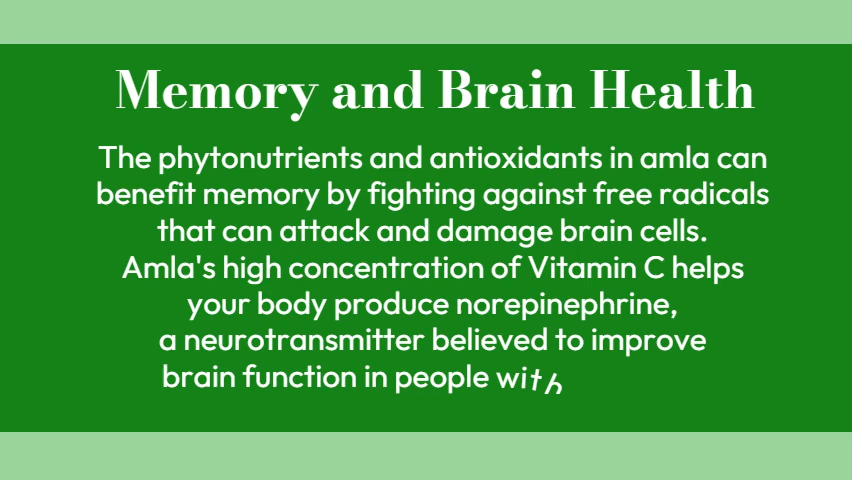 Memory and Brain Health
The phytonutrients and antioxidants in amla can
benefit memory by fighting against free radicals
that can attack and damage brain cells.
Amla's high concentration of Vitamin C helps
your body produce norepinephrine,
a neurotransmitter believed to improve
brain function in people with